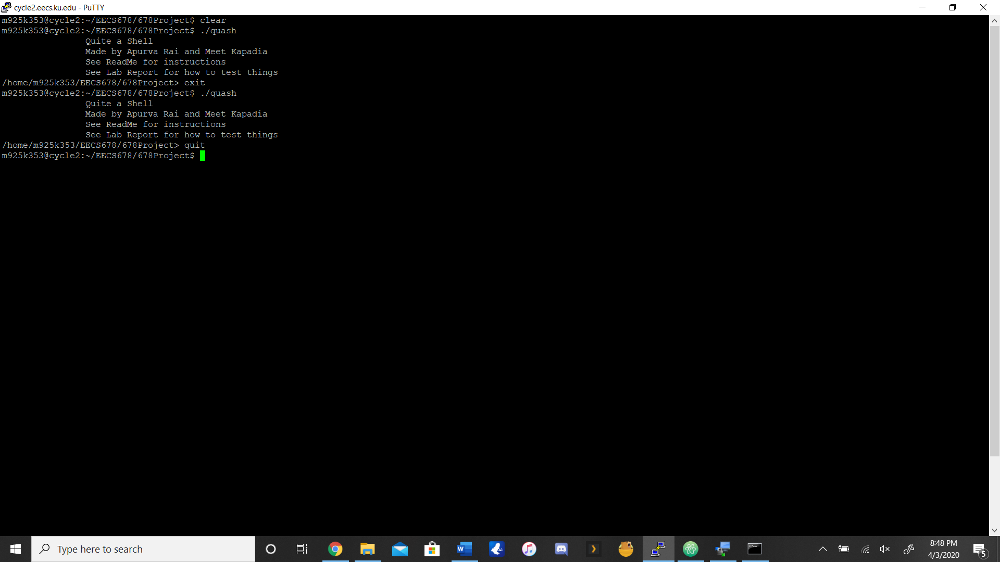 cycle2.eecs.ku.edu - PuTTY
m925k353@cycle2:~/EECS678/678Project$ clear
m925k353@cycle2:~/EECS678/678Project$ ./quash
Quite a Shell
Made by Apurva Rai and Meet Kapadia
See ReadMe for instructions
See Lab Report for how to test things
/home/m925k353/EECS678/678Project> exit
m925k353@cycle2:~/EECS678/678Project$ ./quash
Quite a Shell
Made by Apurva Rai and Meet Kapadia
See ReadMe for instructions
See Lab Report for how to test things
/home/m925k353/EECS678/678Project> quit
m925k353@cycle2:~/EECS678/678Project$
Type here to search
8:48 PM
4/3/2020
5